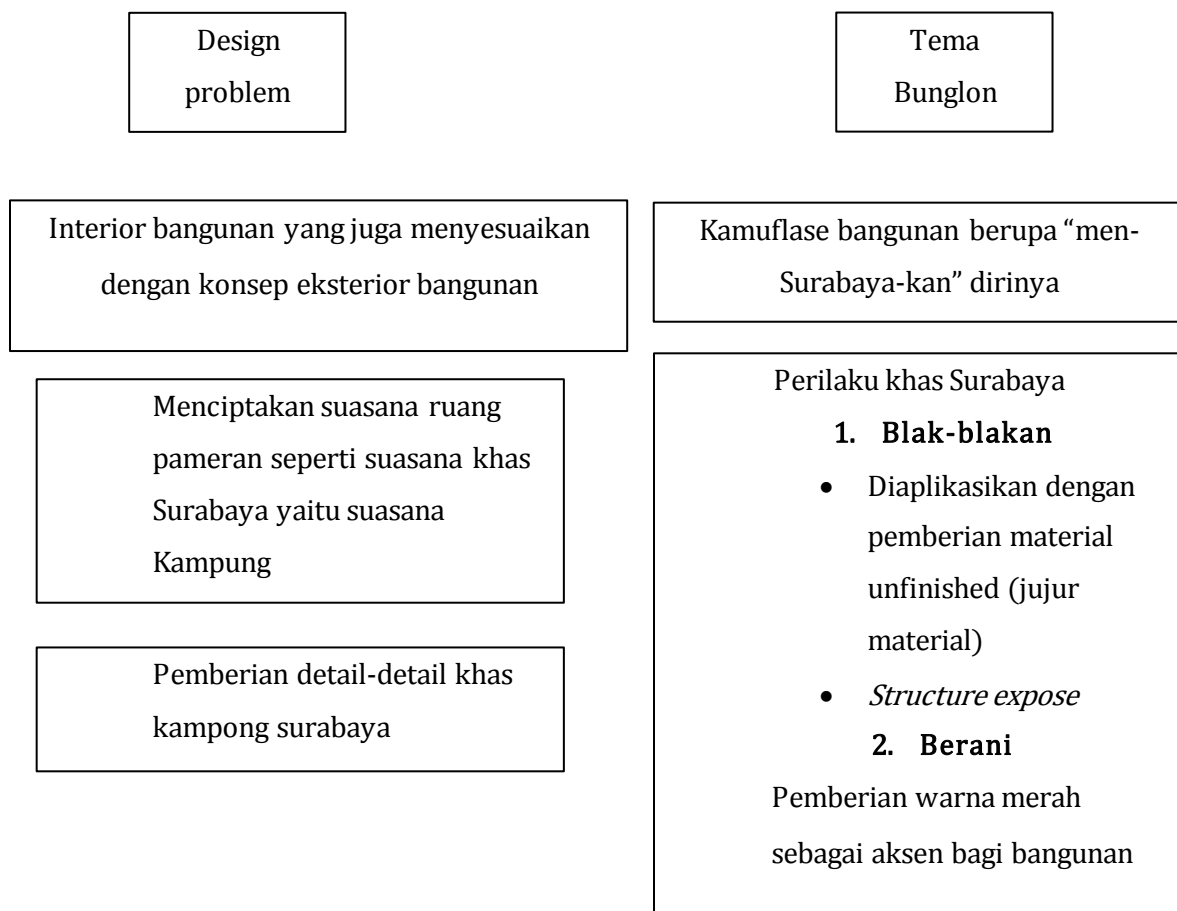 Design
problem
Interior bangunan yang juga menyesuaikan
dengan konsep eksterior bangunan
Menciptakan suasana ruang
pameran seperti suasana khas
Surabaya yaitu suasana
Kampung
Pemberian detail-detail khas
kampong surabaya
Tema
Bunglon
Kamuflase bangunan berupa “men-
Surabaya-kan” dirinya
Perilaku khas Surabaya
1. Blak-blakan
• Diaplikasikan dengan
pemberian material
unfinished (jujur
material)
• Structure expose
2. Berani
Pemberian warna merah
sebagai aksen bagi bangunan